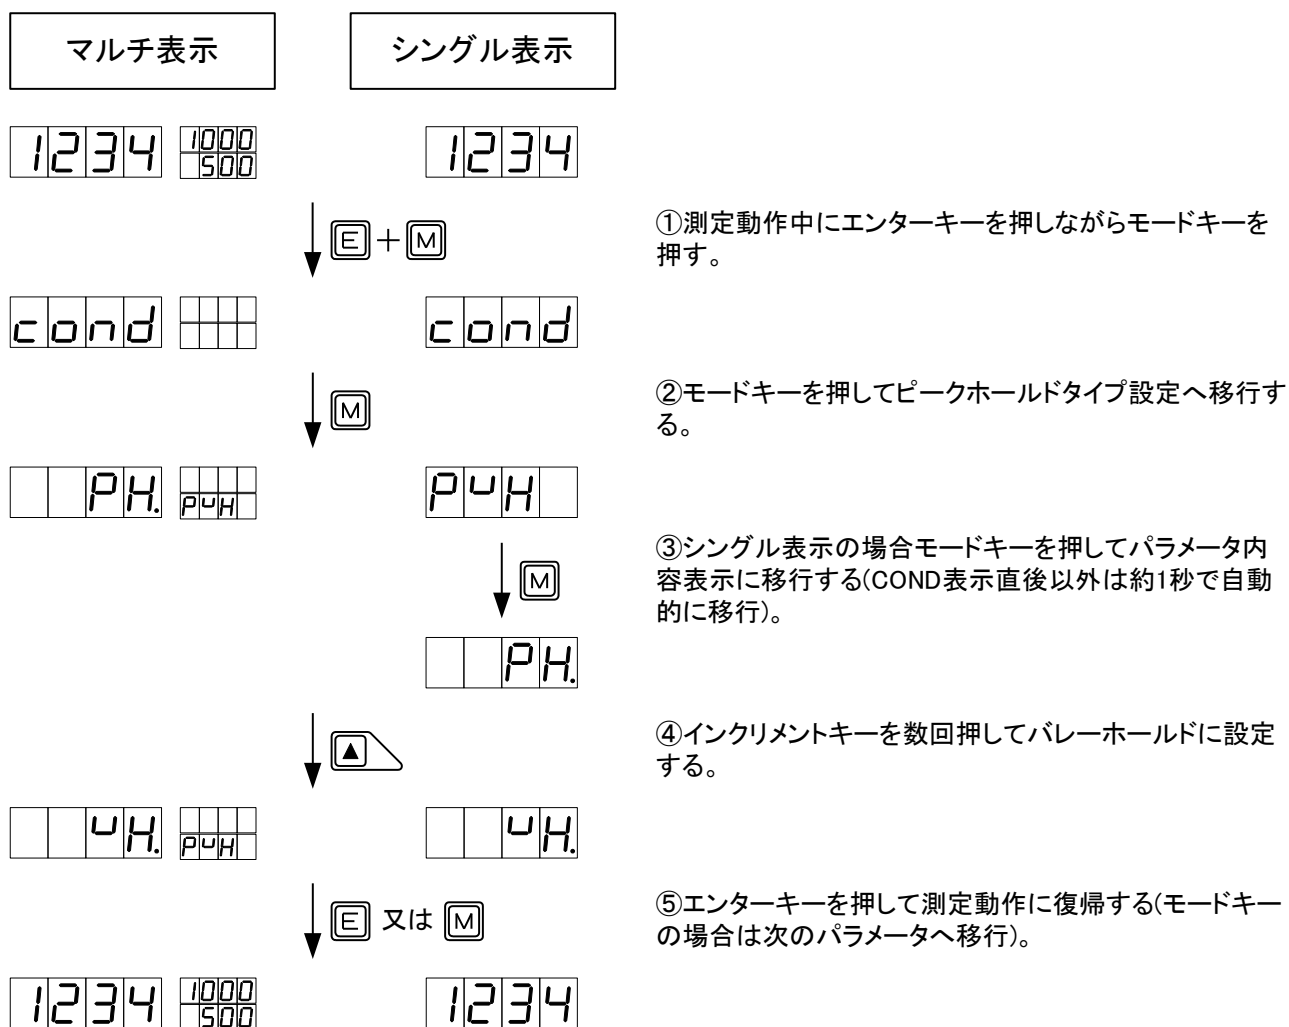 マルチ表示 シングル表示
1234 1000 1234
500
E + M ①測定動作中にエンターキーを押しながらモードキーを
押す。
cond cond
M ②モードキーを押してピークホールドタイプ設定へ移行す
る。
PH. PvH PvH
③シングル表示の場合モードキーを押してパラメータ内
M 容表示に移行する(COND表示直後以外は約1秒で自動
的に移行)。
PH.
▲ ④インクリメントキーを数回押してバレーホールドに設定
する。
vH. PvH vH.
E 又は M ⑤エンターキーを押して測定動作に復帰する(モードキー
の場合は次のパラメータへ移行)。
1234 1000 1234
500